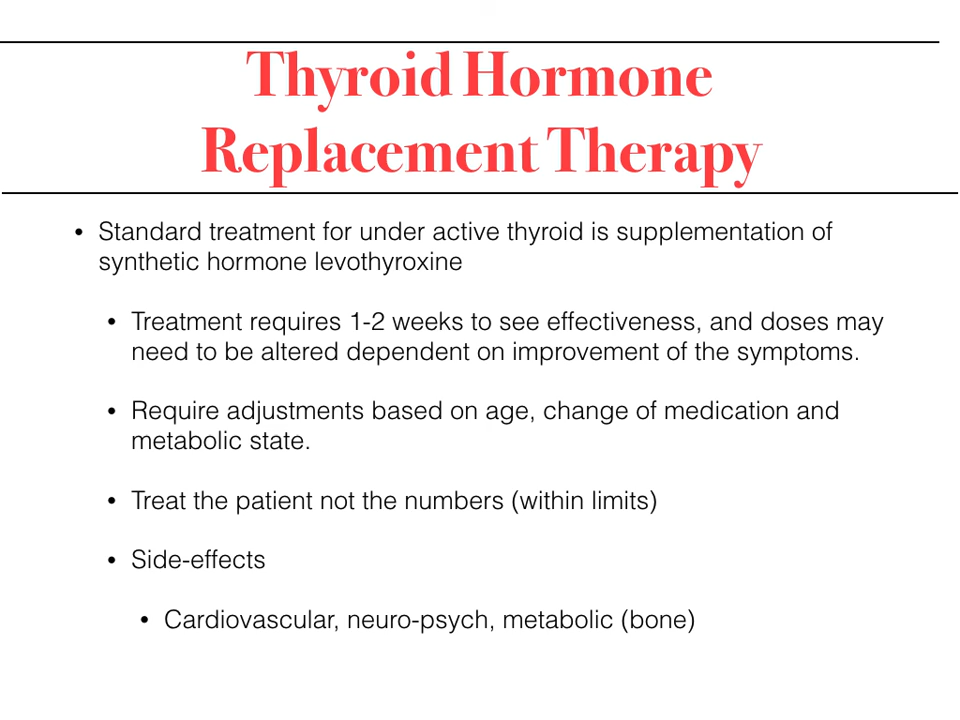 Thyroid Hormone
Replacement Therapy
• Standard treatment for under active thyroid is supplementation of
synthetic hormone levothyroxine
• Treatment requires 1-2 weeks to see effectiveness, and doses may
need to be altered dependent on improvement of the symptoms.
• Require adjustments based on age, change of medication and
metabolic state.
• Treat the patient not the numbers (within limits)
• Side-effects
• Cardiovascular, neuro-psych, metabolic (bone)